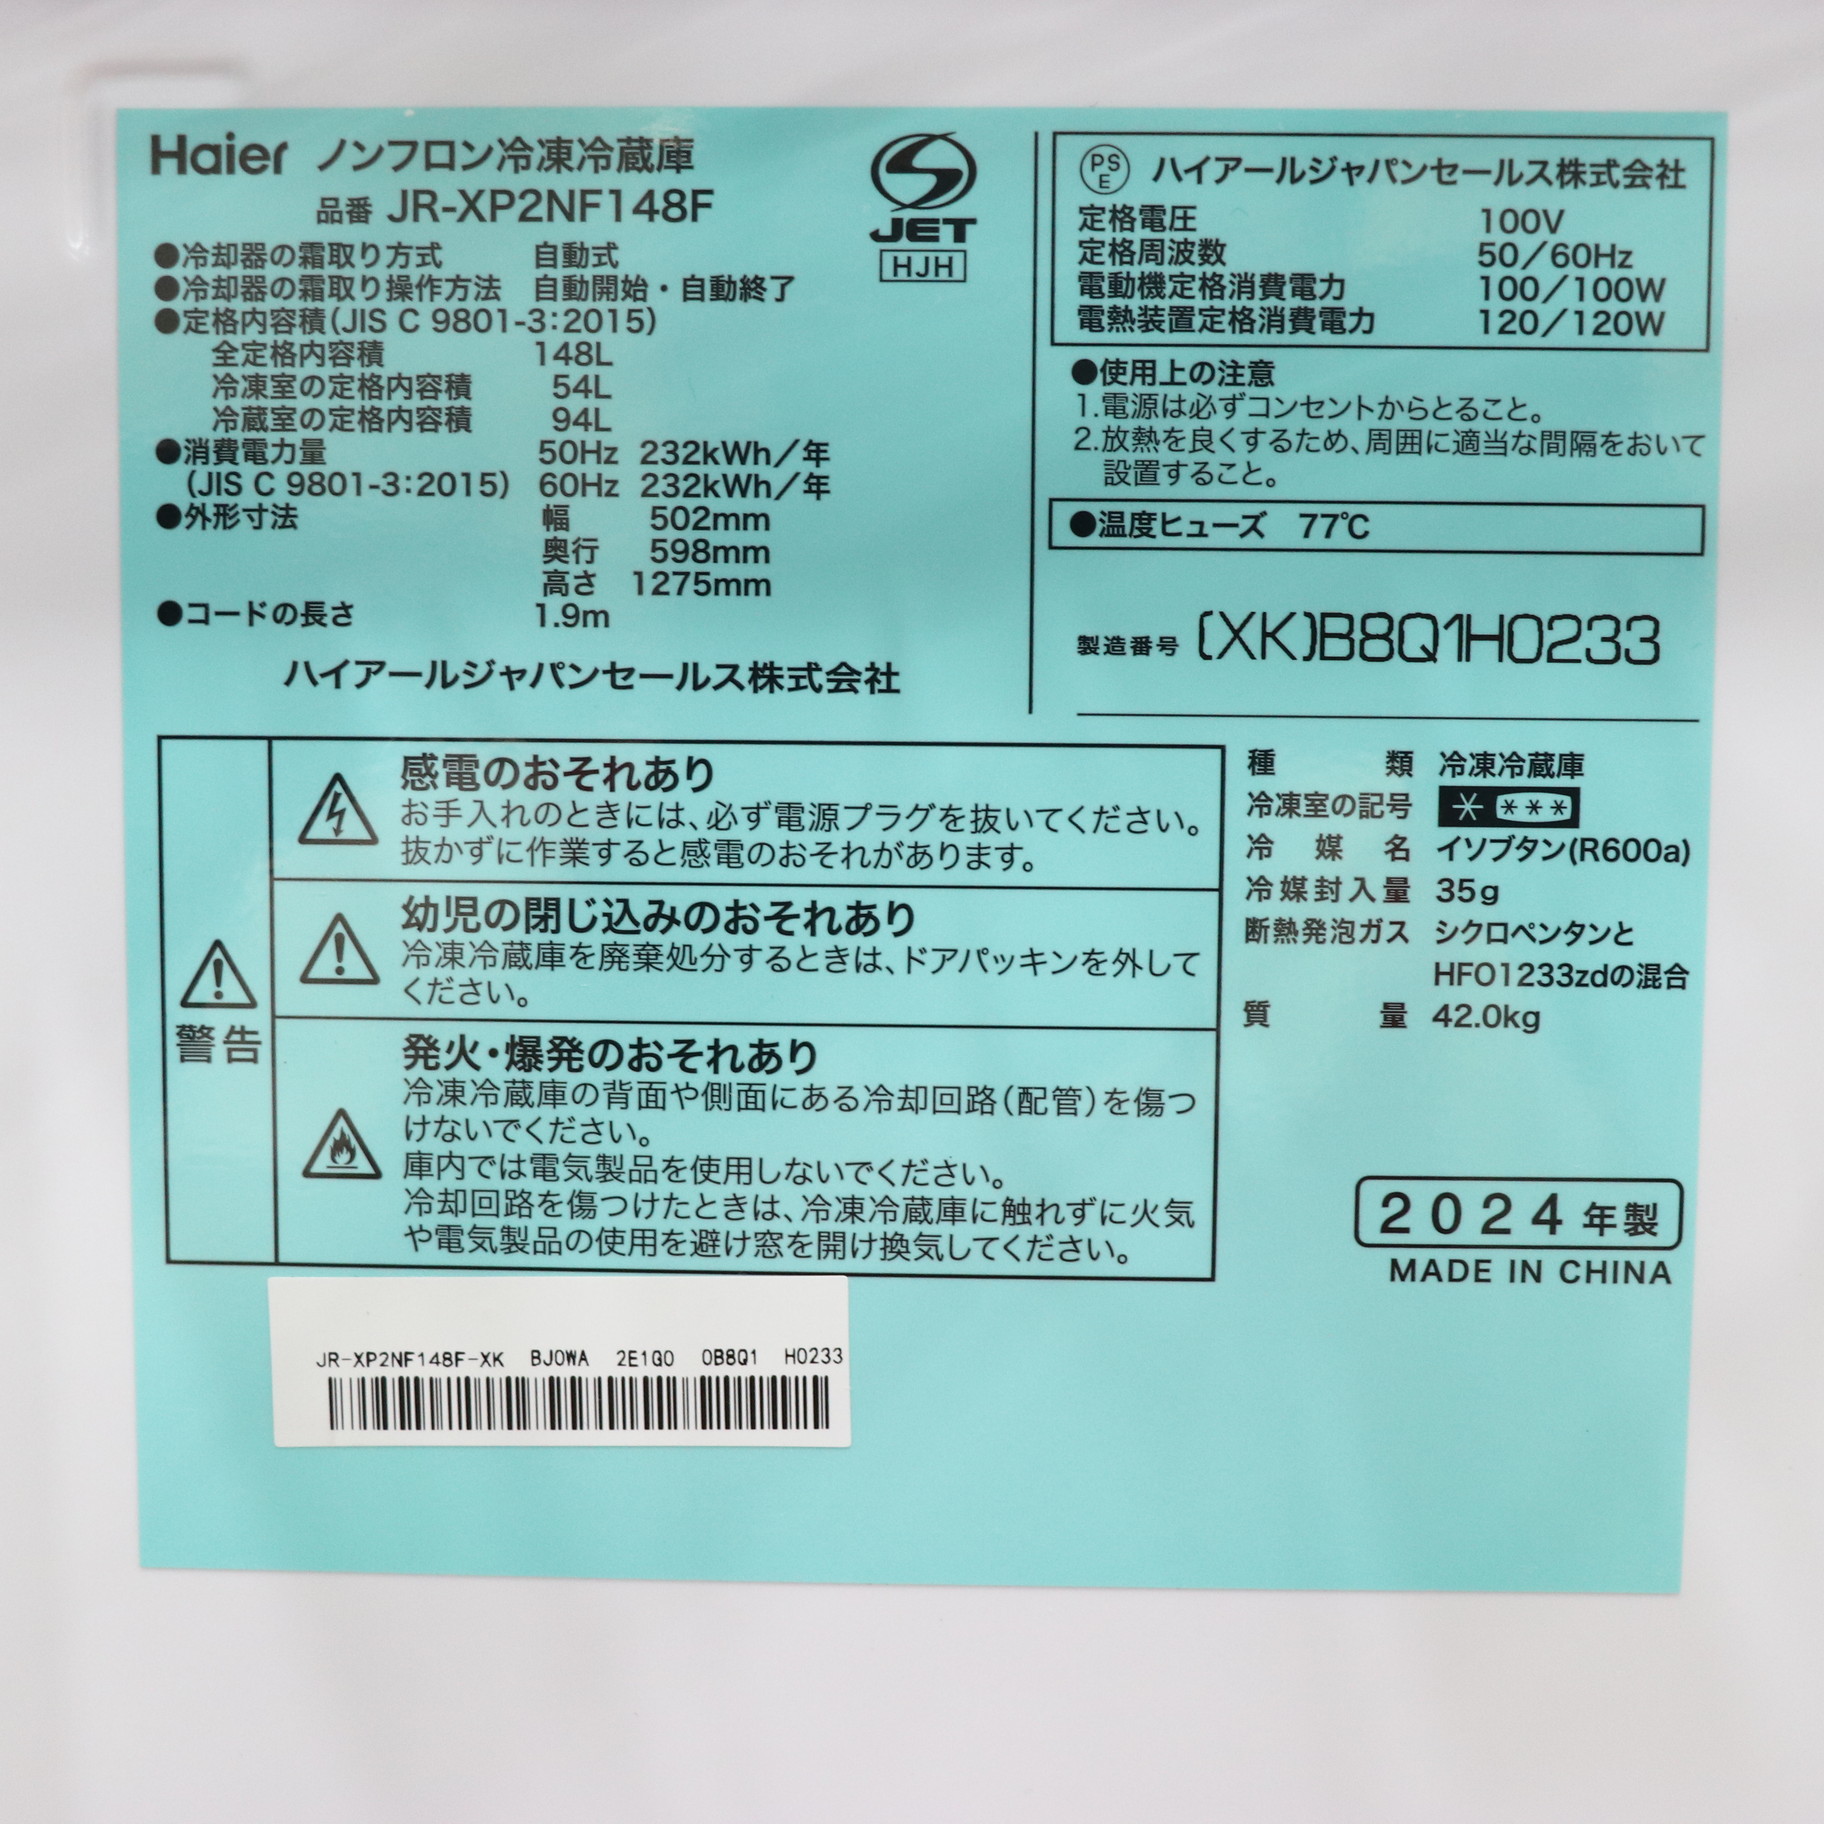 Haier ノンフロン冷凍冷蔵庫
品番 JR-XP2NF148F
●冷却器の霜取り方式 自動式
●冷却器の霜取り操作方法 自動開始・自動終了
●定格内容積(JIS C 9801-3:2015)
全定格内容積 148L
冷凍室の定格内容積 54L
冷蔵室の定格内容積 94L
●消費電力量 50Hz 232kWh／年
(JIS C 9801-3:2015) 60Hz 232kWh／年
●外形寸法 幅 502mm
奥行 598mm
高さ 1275mm
●コードの長さ 1.9m
ハイアールジャパンセールス株式会社
JET
HJH
PS
E
ハイアールジャパンセールス株式会社
定格電圧 100V
定格周波数 50／60Hz
電動機定格消費電力 100／100W
電熱装置定格消費電力 120／120W
●使用上の注意
1.電源は必ずコンセントからとること。
2.放熱を良くするため、周囲に適当な間隔をおいて
設置すること。
●温度ヒューズ 77℃
製造番号 (XK)B8Q1H0233
警告
感電のおそれあり
お手入れのときには、必ず電源プラグを抜いてください。
抜かずに作業すると感電のおそれがあります。
幼児の閉じ込みのおそれあり
冷凍冷蔵庫を廃棄処分するときは、ドアパッキンを外して
ください。
発火・爆発のおそれあり
冷凍冷蔵庫の背面や側面にある冷却回路(配管)を傷つ
けないでください。
庫内では電気製品を使用しないでください。
冷却回路を傷つけたときは、冷凍冷蔵庫に触れずに火気
や電気製品の使用を避け窓を開け換気してください。
種類 冷凍冷蔵庫
冷凍室の記号 * ***
冷媒名 イソブタン(R600a)
冷媒封入量 35g
断熱発泡ガス シクロペンタンと
HFO1233zdの混合
質量 42.0kg
2024年製
MADE IN CHINA
JR-XP2NF148F-XK BJ0WA 2E1G0 0B8Q1 H0233